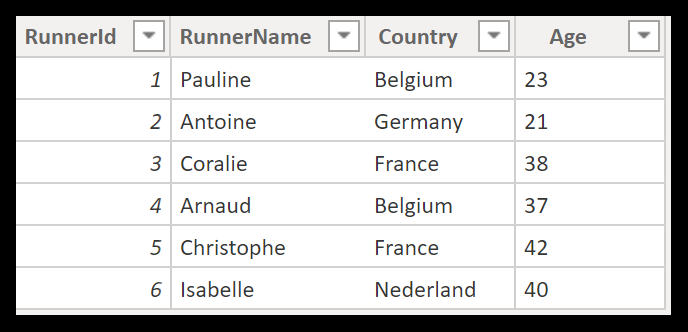 RunnerId RunnerName Country Age
1 Pauline Belgium 23
2 Antoine Germany 21
3 Coralie France 38
4 Arnaud Belgium 37
5 Christophe France 42
6 Isabelle Nederland 40